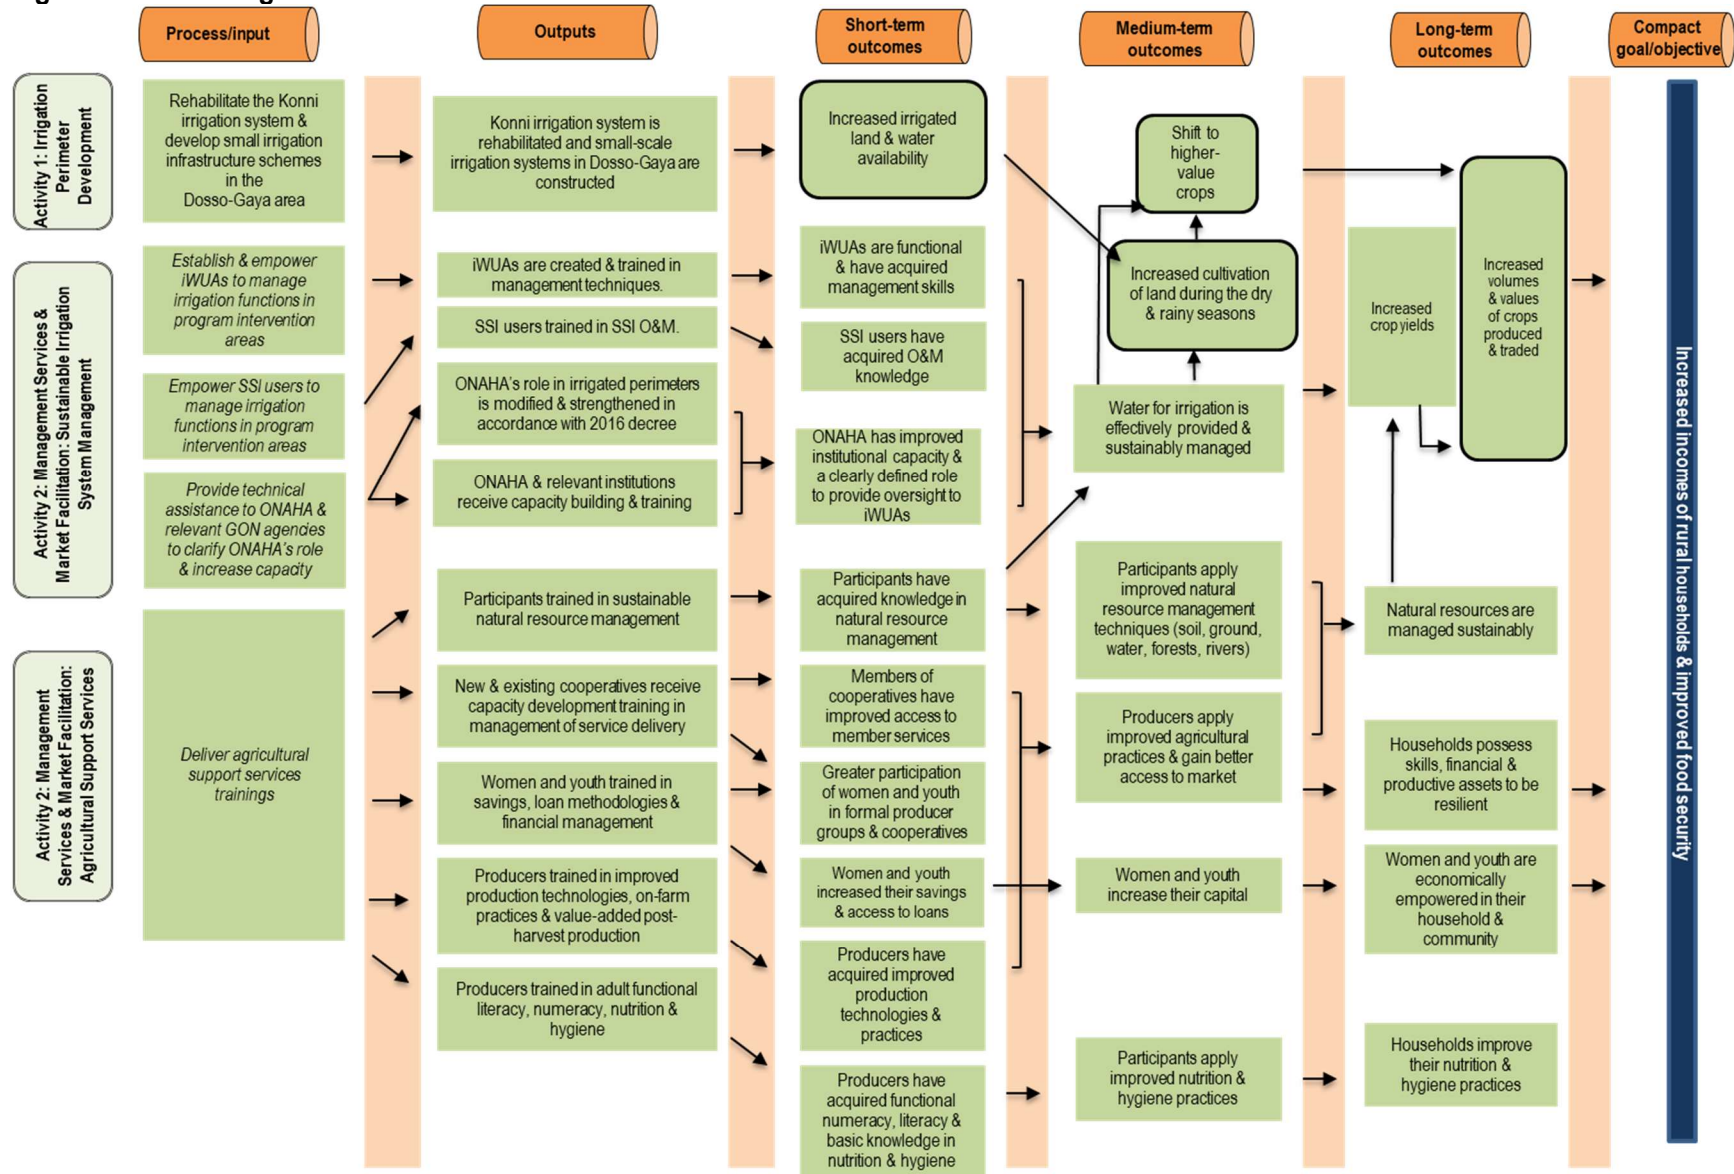 Process/input
Outputs
Short-term
outcomes
Medium-term
outcomes
Long-term
outcomes
Compact
goal/objective
Activity 1: Irrigation
Perimeter
Development
Rehabilitate the Konni
irrigation system &
develop small irrigation
infrastructure schemes
in the
Dosso-Gaya area
Konni irrigation system is
rehabilitated and small-scale
irrigation systems in Dosso-Gaya are
constructed
Increased irrigated
land & water
availability
Shift to
higher-
value
crops
Increased
volumes
& values
of crops
produced
& traded
Activity 2: Management Services &
Market Facilitation: Sustainable Irrigation
System Management
Establish & empower
iWUAs to manage
irrigation functions in
program intervention
areas
Empower SSI users to
manage irrigation
functions in program
intervention areas
Provide technical
assistance to ONAHA &
relevant GON agencies
to clarify ONAHA's role
& increase capacity
iWUAs are created & trained in
management techniques.
SSI users trained in SSI O&M.
ONAHA's role in irrigated perimeters
is modified & strengthened in
accordance with 2016 decree
ONAHA & relevant institutions
receive capacity building & training
iWUAs are functional
& have acquired
management skills
SSI users have
acquired O&M
knowledge
ONAHA has improved
institutional capacity &
a clearly defined role
to provide oversight to
iWUAs
Increased cultivation
of land during the dry
& rainy seasons
Water for irrigation is
effectively provided &
sustainably managed
Increased
crop yields
Activity 2: Management
Services & Market Facilitation:
Agricultural Support Services
Deliver agricultural
support services
trainings
Participants trained in sustainable
natural resource management
New & existing cooperatives receive
capacity development training in
management of service delivery
Women and youth trained in
savings, loan methodologies &
financial management
Producers trained in improved
production technologies, on-farm
practices & value-added post-
harvest production
Producers trained in adult functional
literacy, numeracy, nutrition &
hygiene
Participants have
acquired knowledge in
natural resource
management
Members of
cooperatives have
improved access to
member services
Greater participation
of women and youth
in formal producer
groups & cooperatives
Women and youth
increased their savings
& access to loans
Producers have
acquired improved
production
technologies &
practices
Producers have
acquired functional
numeracy, literacy &
basic knowledge in
nutrition & hygiene
Participants apply
improved natural
resource management
techniques (soil, ground,
water, forests, rivers)
Producers apply
improved agricultural
practices & gain better
access to market
Women and youth
increase their capital
Participants apply
improved nutrition &
hygiene practices
Natural resources are
managed sustainably
Households possess
skills, financial &
productive assets to be
resilient
Women and youth are
economically
empowered in their
household &
community
Households improve
their nutrition &
hygiene practices
Increased incomes of rural households & improved food security